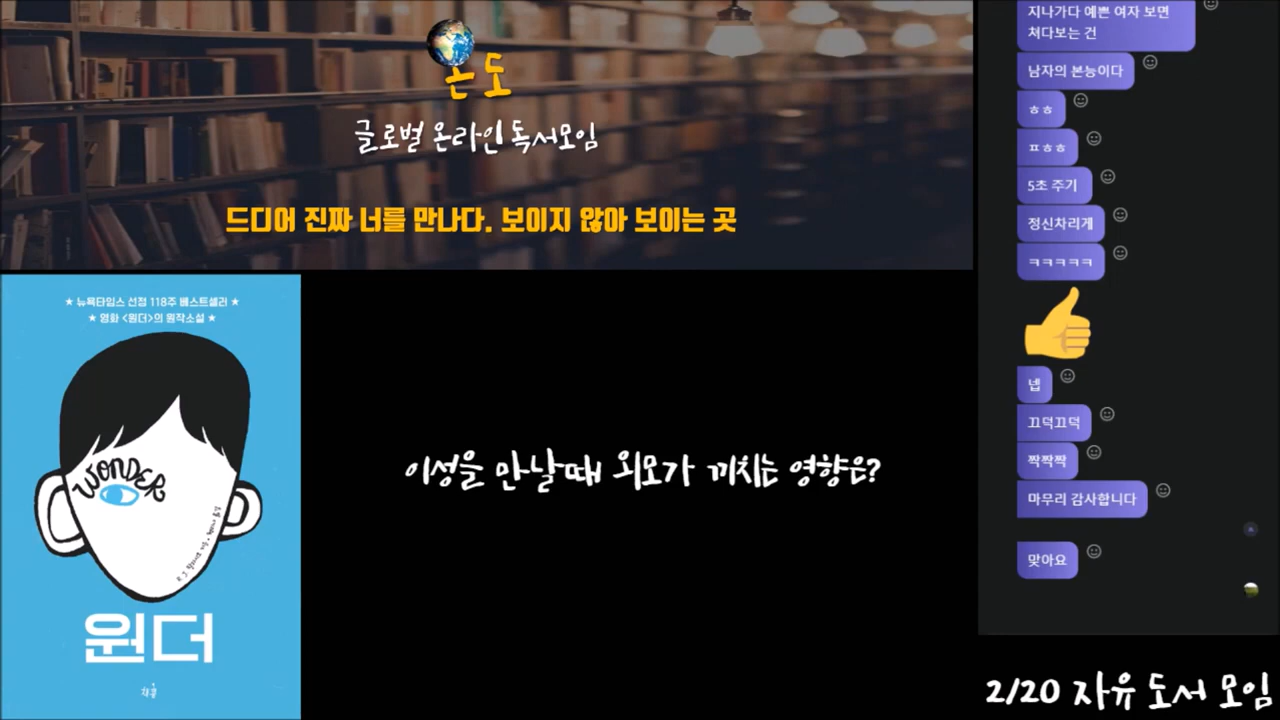 온도
글로벌 온라인 독서모임
드디어 진짜 너를 만나다. 보이지 않아 보이는 곳
★ 뉴욕타임스 선정 118주 베스트셀러 ★
★ 영화 <원더>의 원작소설 ★
WONDER
원더
책콩
이성을 만날때 외모가 끼치는 영향은?
지나가다 예쁜 여자 보면
쳐다보는 건
남자의 본능이다
ㅎㅎ
ㅍㅎㅎ
5초 주기
정신차리게
ㅋㅋㅋㅋㅋ
넵
끄덕끄덕
짝짝짝
마무리 감사합니다
맞아요
2/20 자유 도서 모임